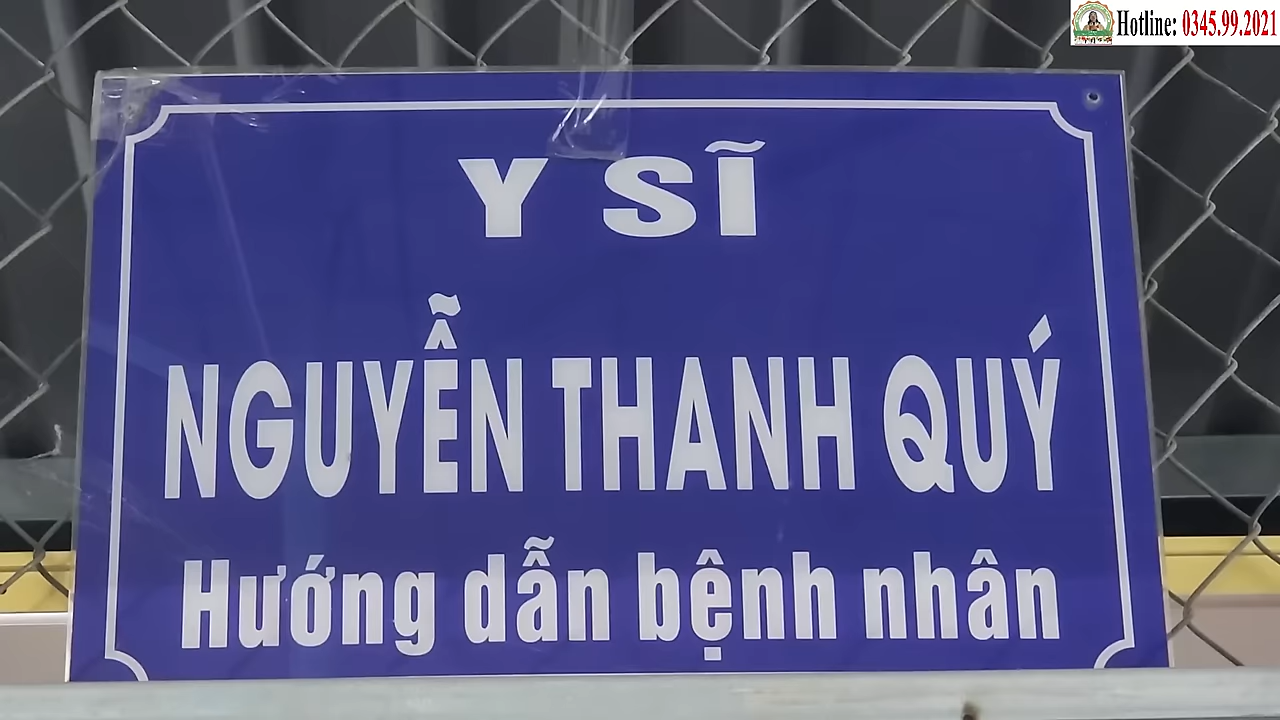 Hotline: 0345.99.2021
Y SĨ
NGUYỄN THANH QUÝ
Hướng dẫn bệnh nhân